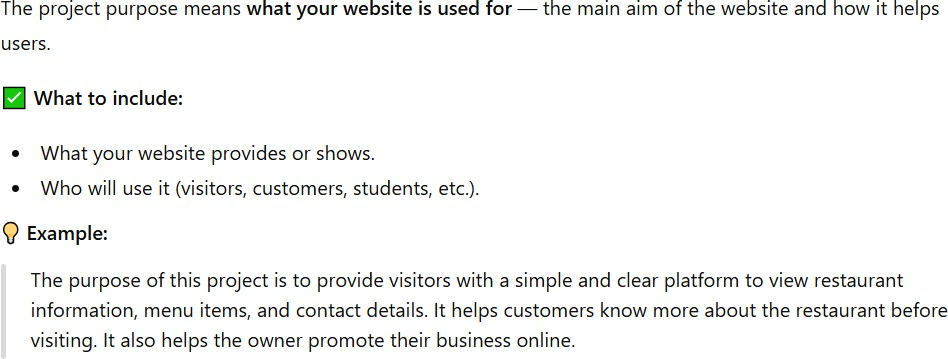 The project purpose means what your website is used for — the main aim of the website and how it helps
users.
✅ What to include:
• What your website provides or shows.
• Who will use it (visitors, customers, students, etc.).
💡 Example:
The purpose of this project is to provide visitors with a simple and clear platform to view restaurant
information, menu items, and contact details. It helps customers know more about the restaurant before
visiting. It also helps the owner promote their business online.